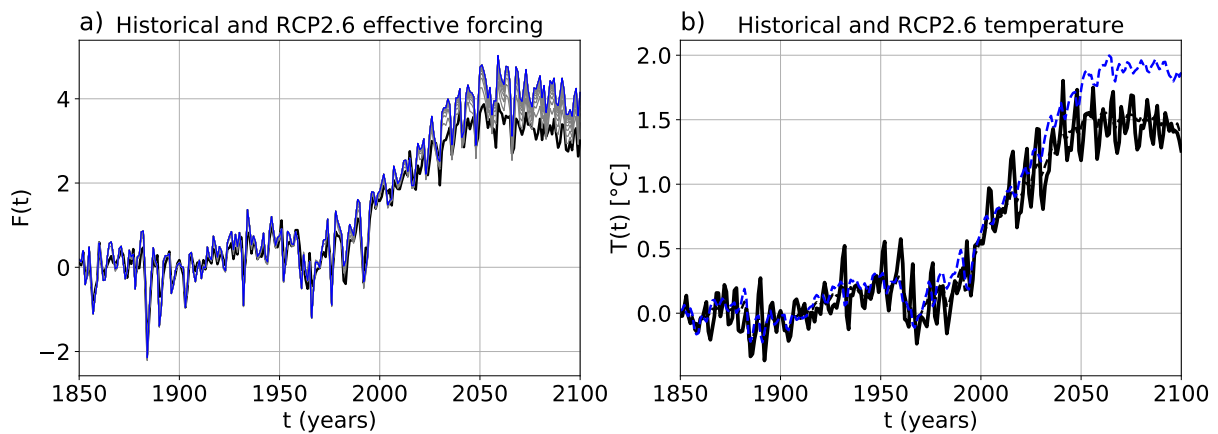 a) Historical and RCP2.6 effective forcing
F(t)
4
2
0
−2
1850 1900 1950 2000 2050 2100
t (years)
b) Historical and RCP2.6 temperature
T(t) [°C]
2.0
1.5
1.0
0.5
0.0
1850 1900 1950 2000 2050 2100
t (years)